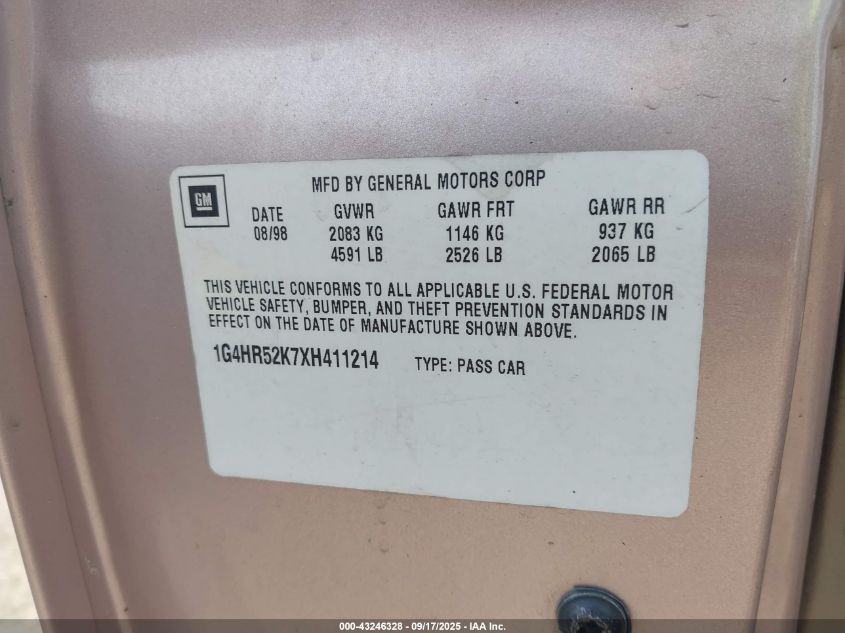 MFD BY GENERAL MOTORS CORP
GM
DATE GVWR GAWR FRT GAWR RR
08/98 2083 KG 1146 KG 937 KG
4591 LB 2526 LB 2065 LB
THIS VEHICLE CONFORMS TO ALL APPLICABLE U.S. FEDERAL MOTOR
VEHICLE SAFETY, BUMPER, AND THEFT PREVENTION STANDARDS IN
EFFECT ON THE DATE OF MANUFACTURE SHOWN ABOVE.
1G4HR52K7XH411214 TYPE: PASS CAR
000-43246328 - 09/17/2025 - IAA Inc.